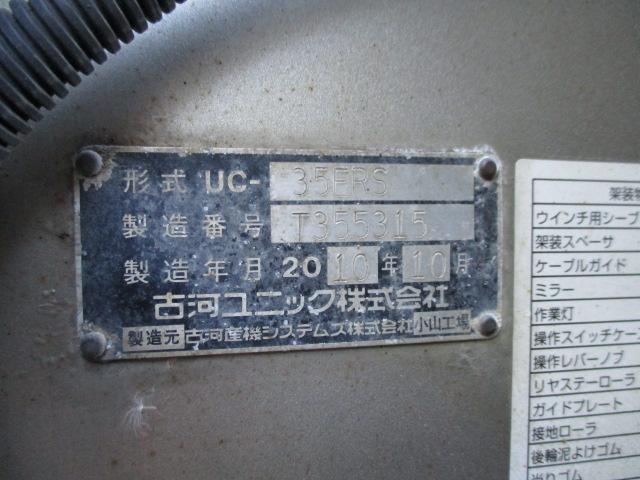 形式 UC-35ERS
製造番号 T355315
製造年月 2010年10月
古河ユニック株式会社
製造元 古河産機システムズ株式会社 小山工場
架装
ウインチ用シーブ
架装スペーサ
ケーブルガイド
ミラー
作業灯
操作スイッチケー
操作レバーノブ
リヤステーローラ
ガイドプレート
接地ローラ
後輪泥よけゴム